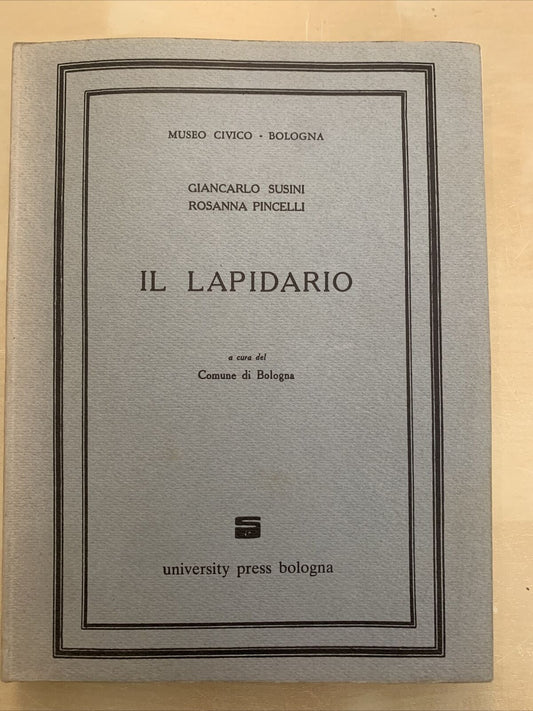 MUSEO CIVICO - BOLOGNA
GIANCARLO SUSINI
ROSANNA PINCELLI
IL LAPIDARIO
a cura del
Comune di Bologna
university press bologna